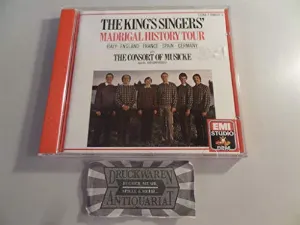 THE KING'S SINGERS'
MADRIGAL HISTORY TOUR
ITALY · ENGLAND · FRANCE · SPAIN · GERMANY
THE CONSORT OF MUSICKE
EMI
STUDIO
DRM
DRUCKWAREN
ANTIQUARIAT